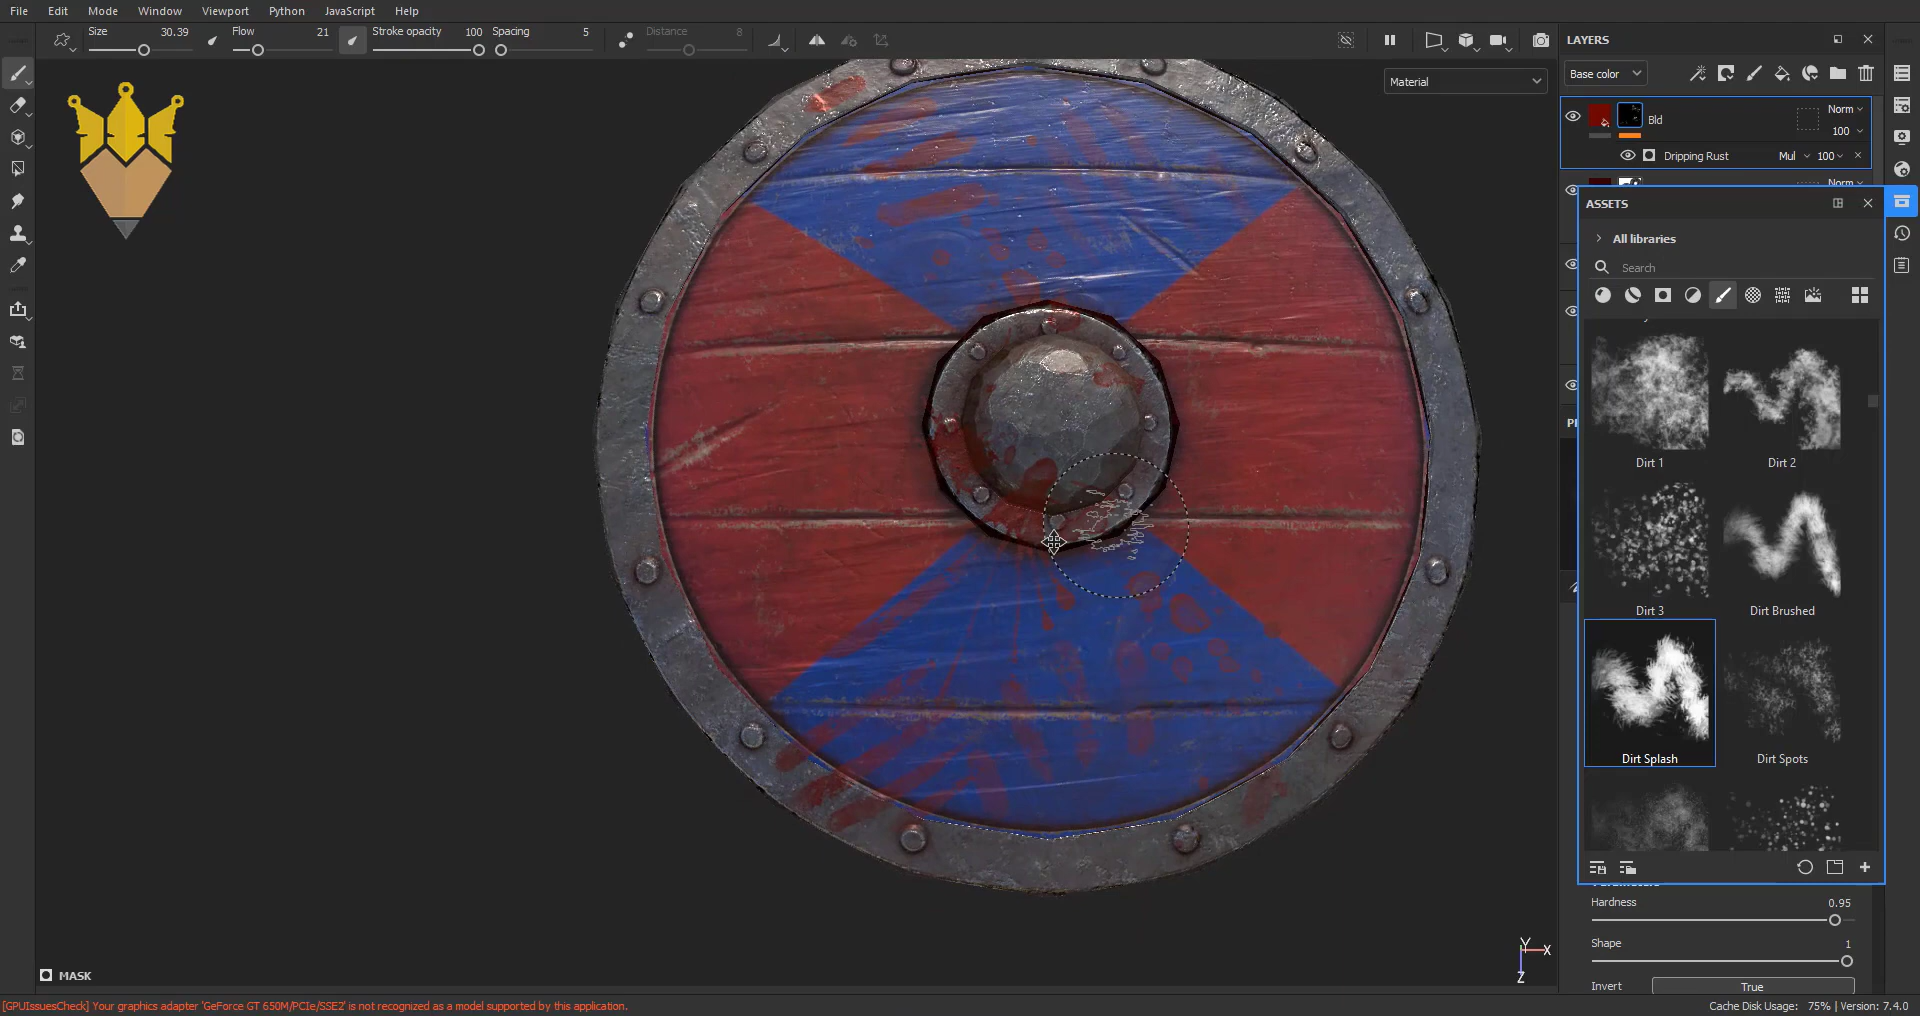 File Edit Mode Window Viewport Python JavaScript Help
Size 30.39 Flow 21 Stroke opacity 100 Spacing 5 Distance 8
LAYERS
Material
Base color
Bld
Norm
100
Dripping Rust Mul 100
Norm
ASSETS
All libraries
Search
Dirt 1 Dirt 2
Dirt 3 Dirt Brushed
Dirt Splash Dirt Spots
Hardness 0.95
Shape 1
Invert True
Y
X
Z
MASK
[GPUIssuesCheck] Your graphics adapter 'GeForce GT 650M/PCIe/SSE2' is not recognized as a model supported by this application.
Cache Disk Usage: 75% | Version: 7.4.0